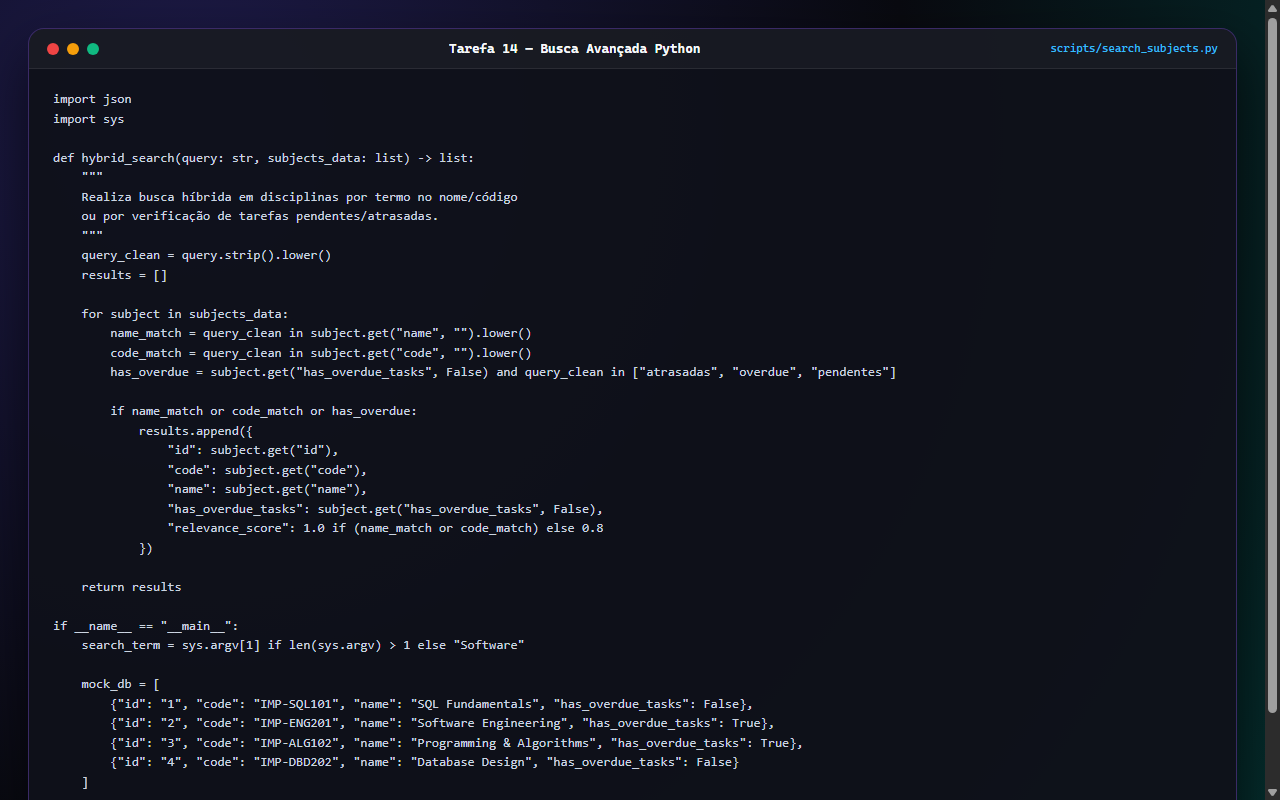 Tarefa 14 — Busca Avançada Python
scripts/search_subjects.py
import json
import sys
def hybrid_search(query: str, subjects_data: list) -> list:
    """
    Realiza busca híbrida em disciplinas por termo no nome/código
    ou por verificação de tarefas pendentes/atrasadas.
    """
    query_clean = query.strip().lower()
    results = []
    for subject in subjects_data:
        name_match = query_clean in subject.get("name", "").lower()
        code_match = query_clean in subject.get("code", "").lower()
        has_overdue = subject.get("has_overdue_tasks", False) and query_clean in ["atrasadas", "overdue", "pendentes"]
        if name_match or code_match or has_overdue:
            results.append({
                "id": subject.get("id"),
                "code": subject.get("code"),
                "name": subject.get("name"),
                "has_overdue_tasks": subject.get("has_overdue_tasks", False),
                "relevance_score": 1.0 if (name_match or code_match) else 0.8
            })
    return results
if __name__ == "__main__":
    search_term = sys.argv[1] if len(sys.argv) > 1 else "Software"
    mock_db = [
        {"id": "1", "code": "IMP-SQL101", "name": "SQL Fundamentals", "has_overdue_tasks": False},
        {"id": "2", "code": "IMP-ENG201", "name": "Software Engineering", "has_overdue_tasks": True},
        {"id": "3", "code": "IMP-ALG102", "name": "Programming & Algorithms", "has_overdue_tasks": True},
        {"id": "4", "code": "IMP-DBD202", "name": "Database Design", "has_overdue_tasks": False}
    ]